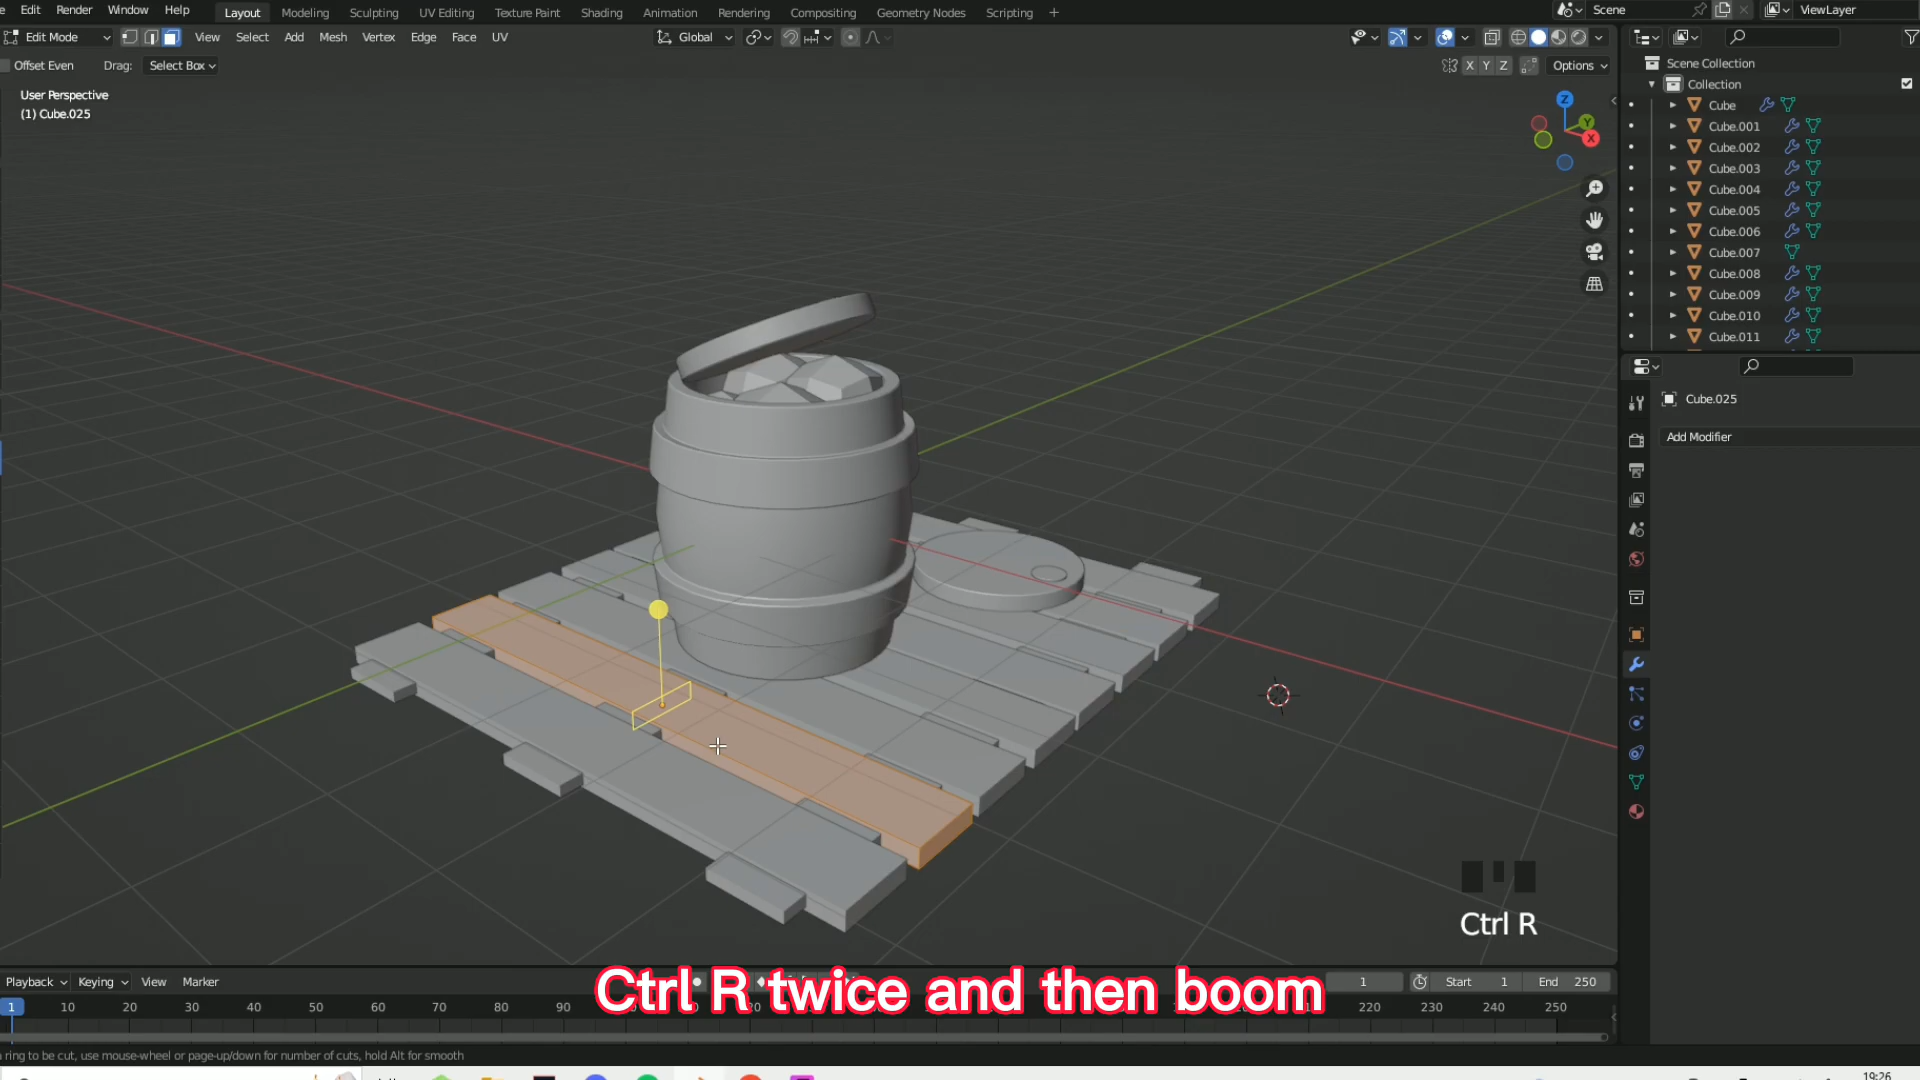 Edit Render Window Help Layout Modeling Sculpting UV Editing Texture Paint Shading Animation Rendering Compositing Geometry Nodes Scripting + Scene ViewLayer
Edit Mode View Select Add Mesh Vertex Edge Face UV Global
Offset Even Drag: Select Box X Y Z Options
User Perspective
(1) Cube.025
Z
Y
X
Scene Collection
Collection
Cube
Cube.001
Cube.002
Cube.003
Cube.004
Cube.005
Cube.006
Cube.007
Cube.008
Cube.009
Cube.010
Cube.011
Cube.025
Add Modifier
Ctrl R
Ctrl R twice and then boom
Playback Keying View Marker 1 Start 1 End 250
1 10 20 30 40 50 60 70 80 90 220 230 240 250
a ring to be cut, use mouse-wheel or page-up/down for number of cuts, hold Alt for smooth
19:26